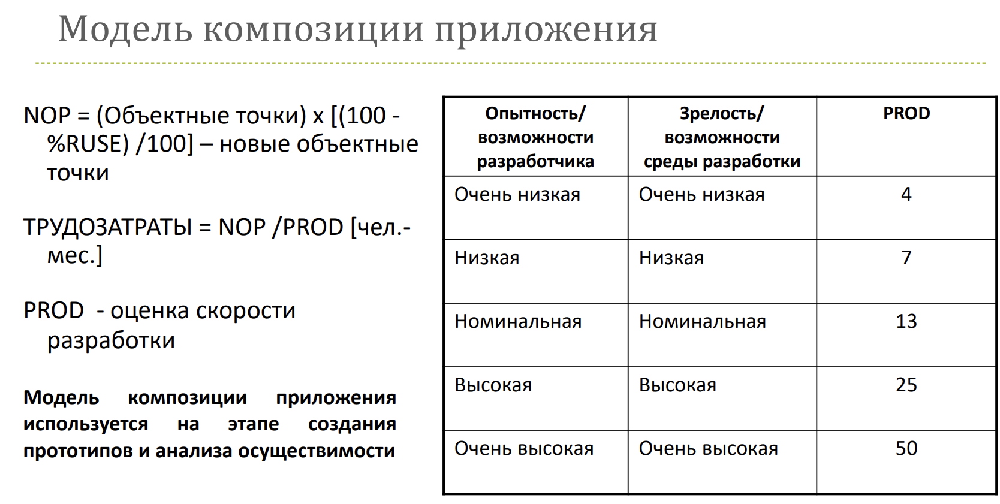 Модель композиции приложения
NOP = (Объектные точки) x [(100 -
%RUSE) /100] – новые объектные
точки
ТРУДОЗАТРАТЫ = NOP /PROD [чел.-
мес.]
PROD - оценка скорости
разработки
Модель композиции приложения
используется на этапе создания
прототипов и анализа осуществимости
Опытность/
возможности
разработчика
Зрелость/
возможности
среды разработки
PROD
Очень низкая Очень низкая 4
Низкая Низкая 7
Номинальная Номинальная 13
Высокая Высокая 25
Очень высокая Очень высокая 50